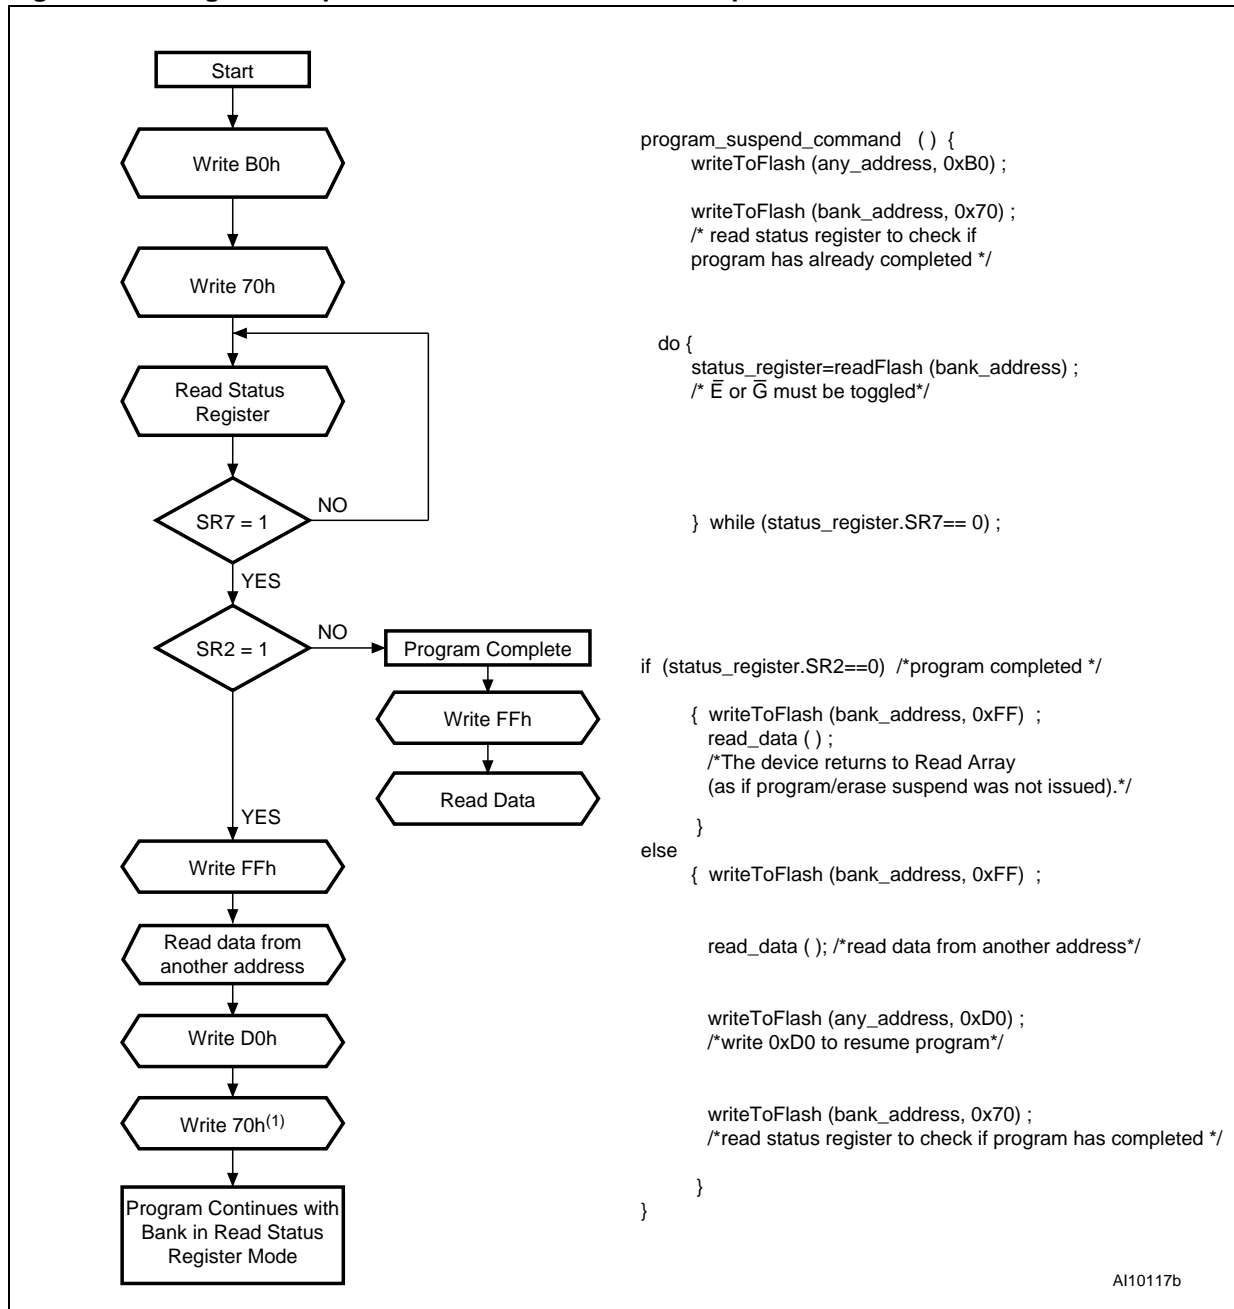 Start
Write B0h
Write 70h
Read Status
Register
SR7 = 1
NO
YES
SR2 = 1
NO
Program Complete
Write FFh
Read Data
YES
Write FFh
Read data from
another address
Write D0h
Write 70h(1)
Program Continues with
Bank in Read Status
Register Mode
program_suspend_command ( ) {
writeToFlash (any_address, 0xB0) ;
writeToFlash (bank_address, 0x70) ;
/* read status register to check if
program has already completed */
do {
status_register=readFlash (bank_address) ;
/* E̅ or G̅ must be toggled*/
} while (status_register.SR7== 0) ;
if (status_register.SR2==0) /*program completed */
{ writeToFlash (bank_address, 0xFF) ;
read_data ( ) ;
/*The device returns to Read Array
(as if program/erase suspend was not issued).*/
}
else
{ writeToFlash (bank_address, 0xFF) ;
read_data ( ); /*read data from another address*/
writeToFlash (any_address, 0xD0) ;
/*write 0xD0 to resume program*/
writeToFlash (bank_address, 0x70) ;
/*read status register to check if program has completed */
}
}
AI10117b